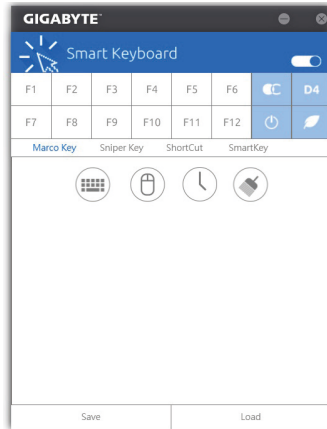 GIGABYTE™
Smart Keyboard
F1 F2 F3 F4 F5 F6 D4
F7 F8 F9 F10 F11 F12
Marco Key Sniper Key ShortCut SmartKey
Save Load